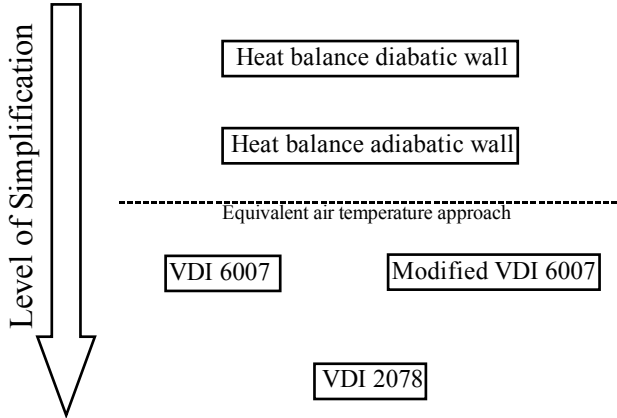 Level of Simplification
Heat balance diabatic wall
Heat balance adiabatic wall
Equivalent air temperature approach
VDI 6007
Modified VDI 6007
VDI 2078